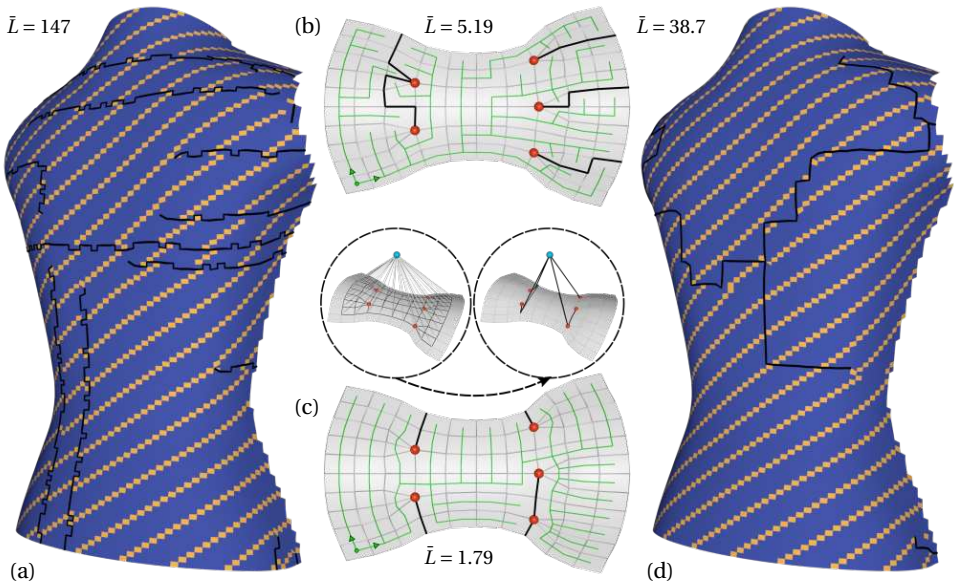 L̄ = 147
(b)
L̄ = 5.19
L̄ = 38.7
(c)
L̄ = 1.79
(a)
(d)